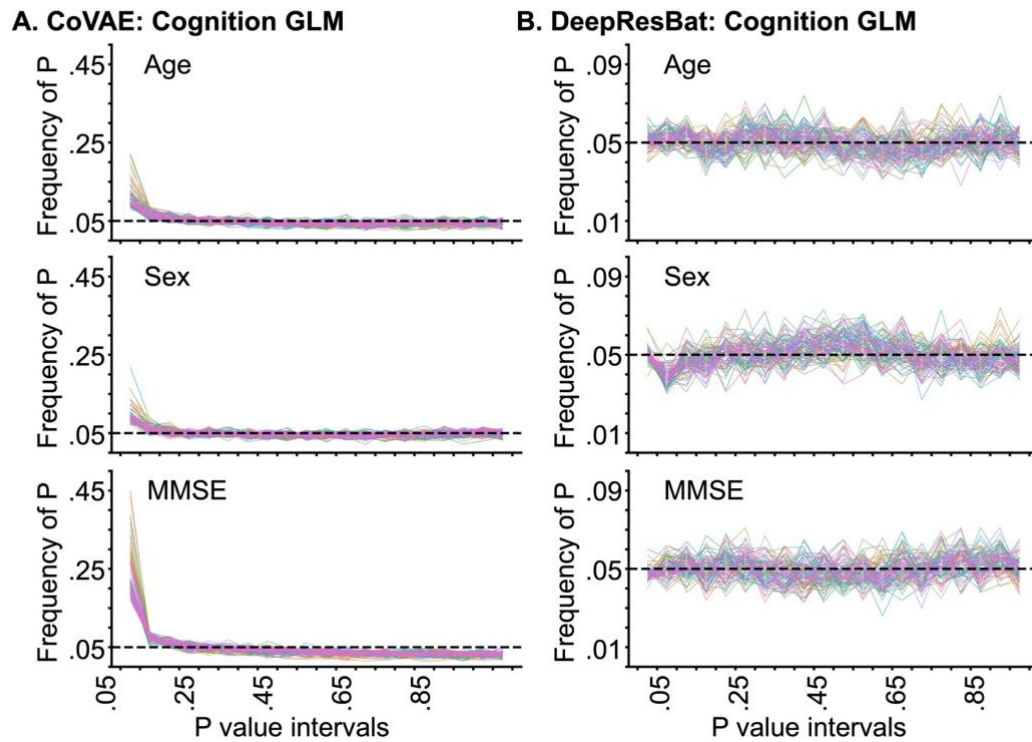 A. CoVAE: Cognition GLM
Frequency of P
.45
.25
.05
Age
Frequency of P
.45
.25
.05
Sex
Frequency of P
.45
.25
.05
MMSE
.05 .25 .45 .65 .85
P value intervals
B. DeepResBat: Cognition GLM
Frequency of P
.09
.05
.01
Age
Frequency of P
.09
.05
.01
Sex
Frequency of P
.09
.05
.01
MMSE
.05 .25 .45 .65 .85
P value intervals